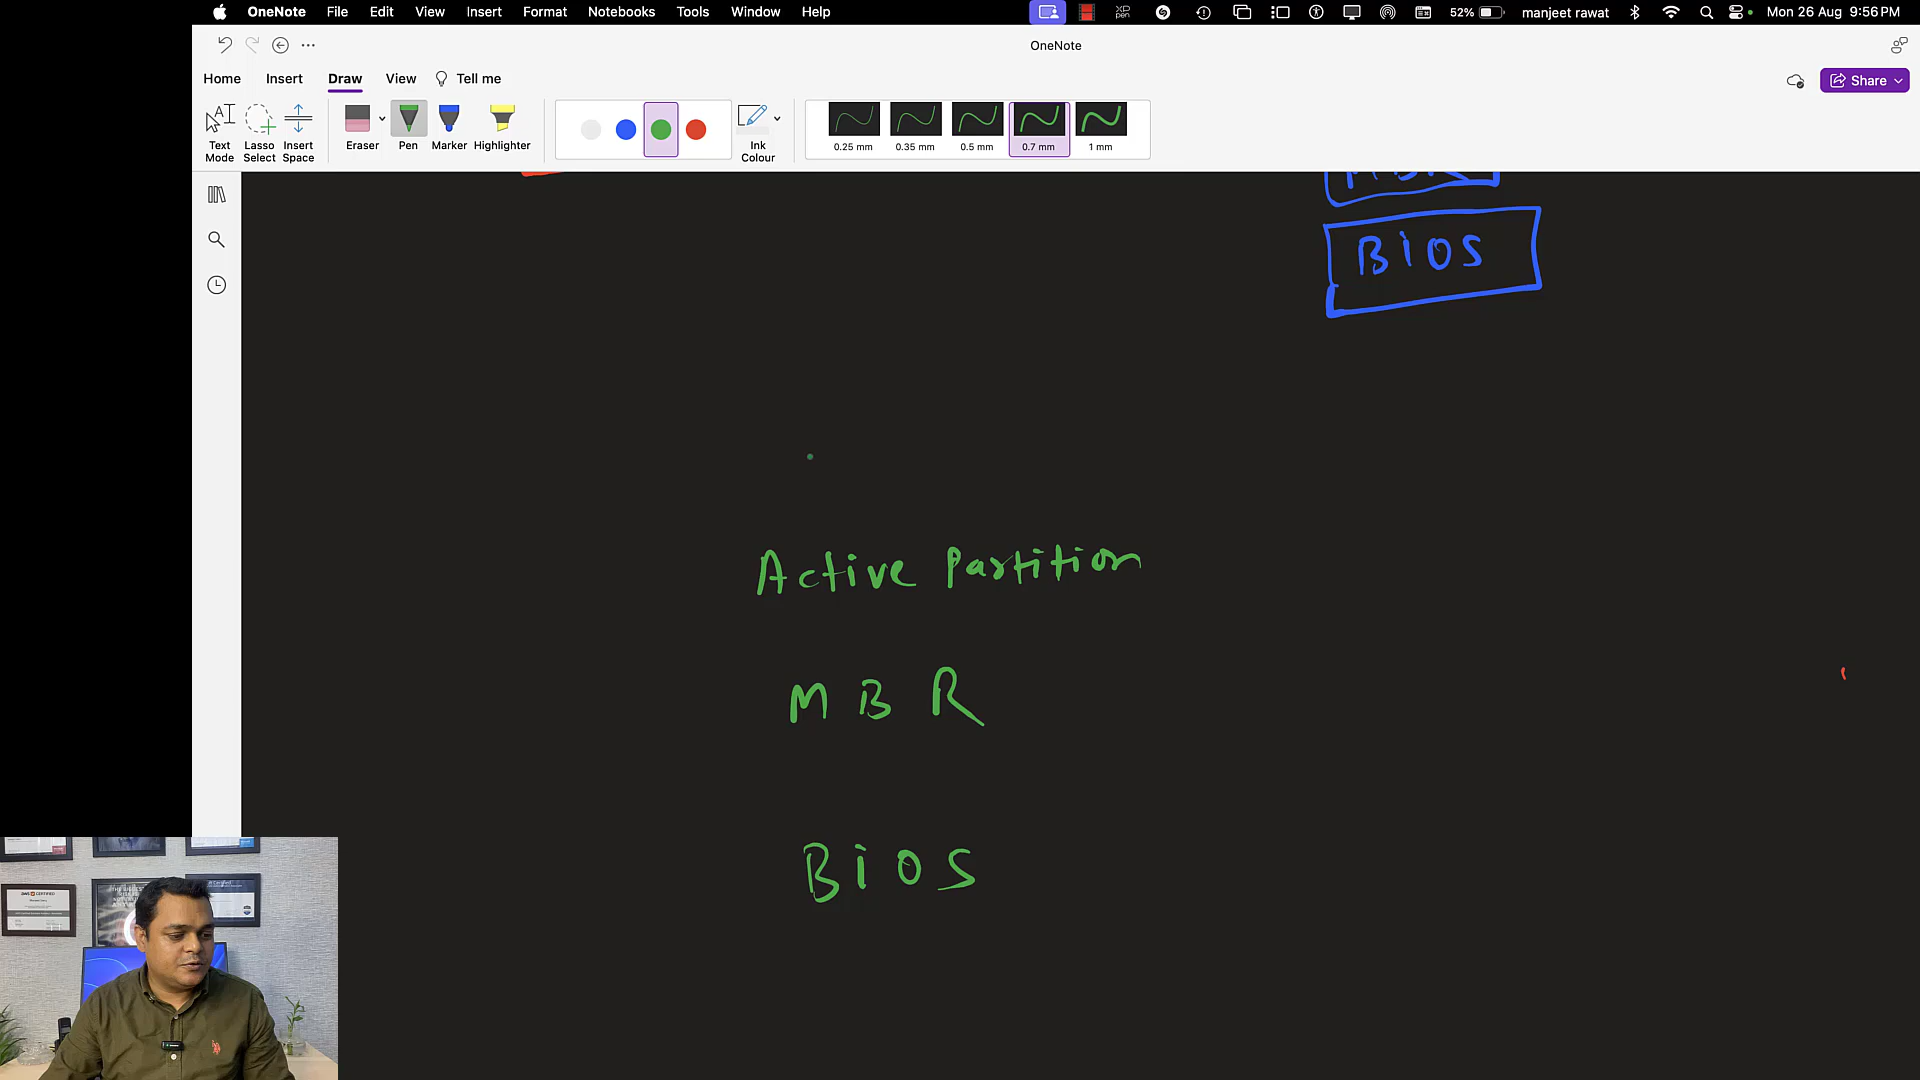 OneNote File Edit View Insert Format Notebooks Tools Window Help XP pen 52% manjeet rawat Mon 26 Aug 9:56 PM
OneNote
Home Insert Draw View Tell me Share
Text Mode Lasso Select Insert Space Eraser Pen Marker Highlighter Ink Colour 0.25 mm 0.35 mm 0.5 mm 0.7 mm 1 mm
MBR
BiOS
Active Partition
M B R
BiOS